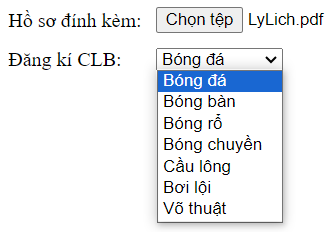 Hồ sơ đính kèm: Chọn tệp LyLich.pdf
Đăng kí CLB: Bóng đá
Bóng đá
Bóng bàn
Bóng rổ
Bóng chuyền
Cầu lông
Bơi lội
Võ thuật